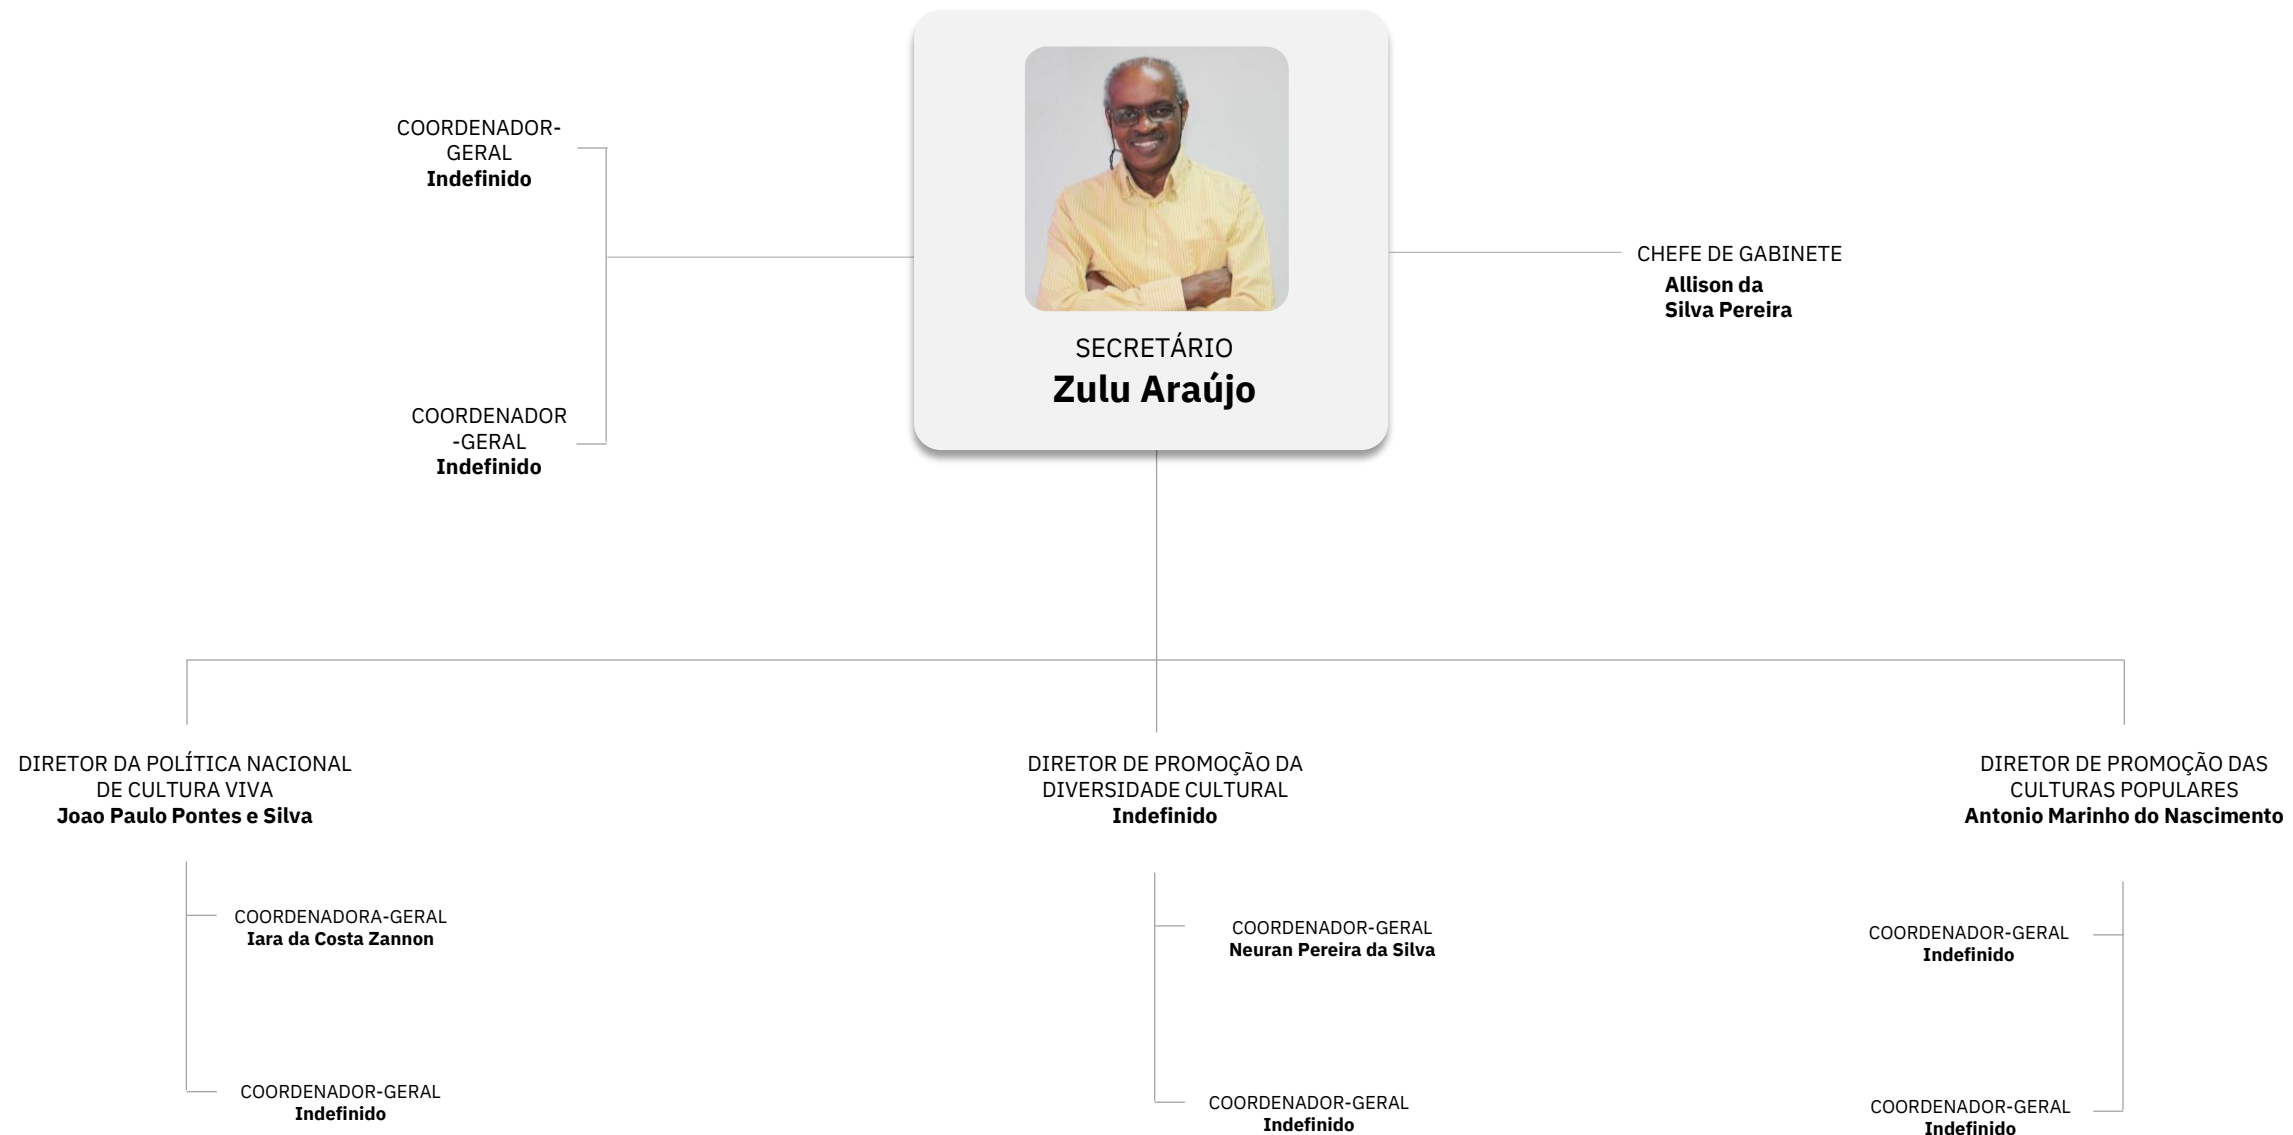 COORDENADOR-
GERAL
Indefinido
COORDENADOR
-GERAL
Indefinido
SECRETÁRIO
Zulu Araújo
CHEFE DE GABINETE
Allison da
Silva Pereira
DIRETOR DA POLÍTICA NACIONAL
DE CULTURA VIVA
Joao Paulo Pontes e Silva
COORDENADORA-GERAL
Iara da Costa Zannon
COORDENADOR-GERAL
Indefinido
DIRETOR DE PROMOÇÃO DA
DIVERSIDADE CULTURAL
Indefinido
COORDENADOR-GERAL
Neuran Pereira da Silva
COORDENADOR-GERAL
Indefinido
DIRETOR DE PROMOÇÃO DAS
CULTURAS POPULARES
Antonio Marinho do Nascimento
COORDENADOR-GERAL
Indefinido
COORDENADOR-GERAL
Indefinido